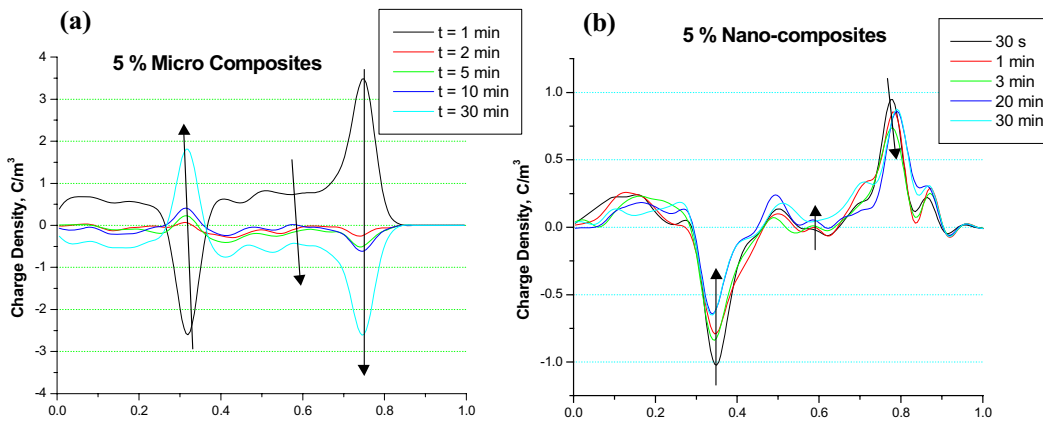 (a)
5 % Micro Composites
t = 1 min
t = 2 min
t = 5 min
t = 10 min
t = 30 min
Charge Density, C/m³
4
3
2
1
0
-1
-2
-3
-4
0.0 0.2 0.4 0.6 0.8 1.0
(b)
5 % Nano-composites
30 s
1 min
3 min
20 min
30 min
Charge Density, C/m³
1.0
0.5
0.0
-0.5
-1.0
0.0 0.2 0.4 0.6 0.8 1.0